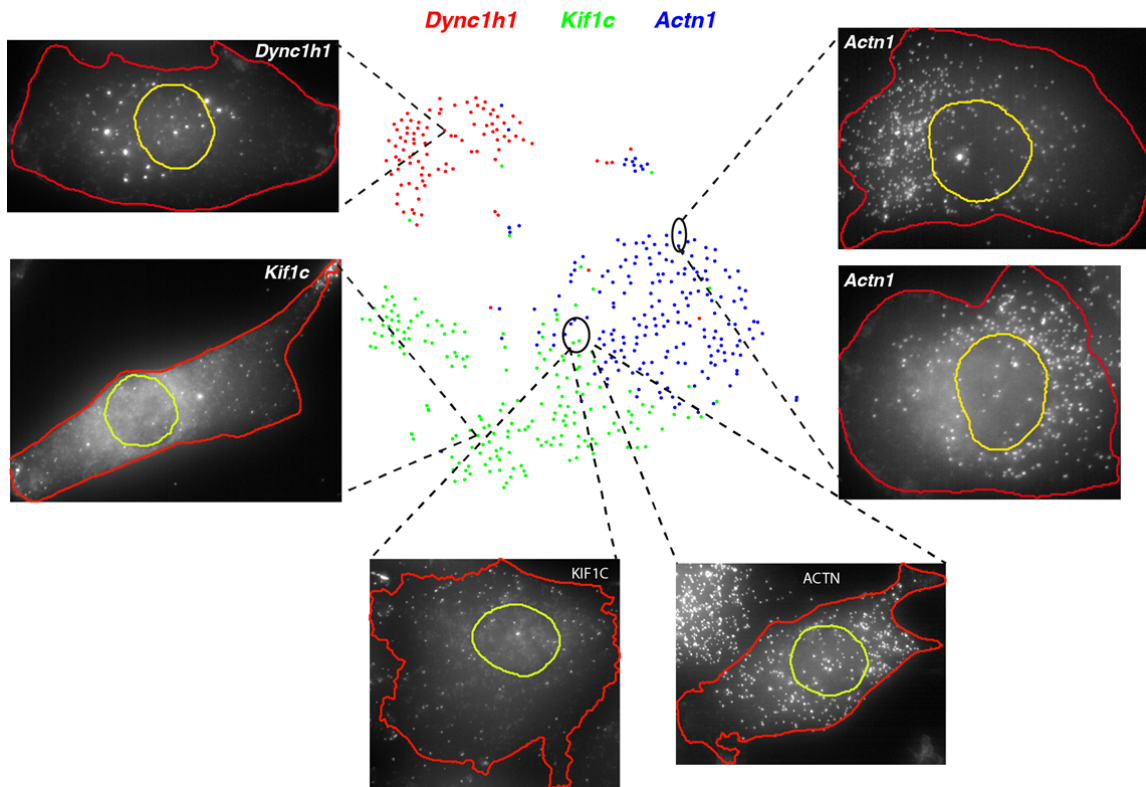 Dync1h1 Kif1c Actn1
Dync1h1
Actn1
Kif1c
Actn1
KIF1C
ACTN